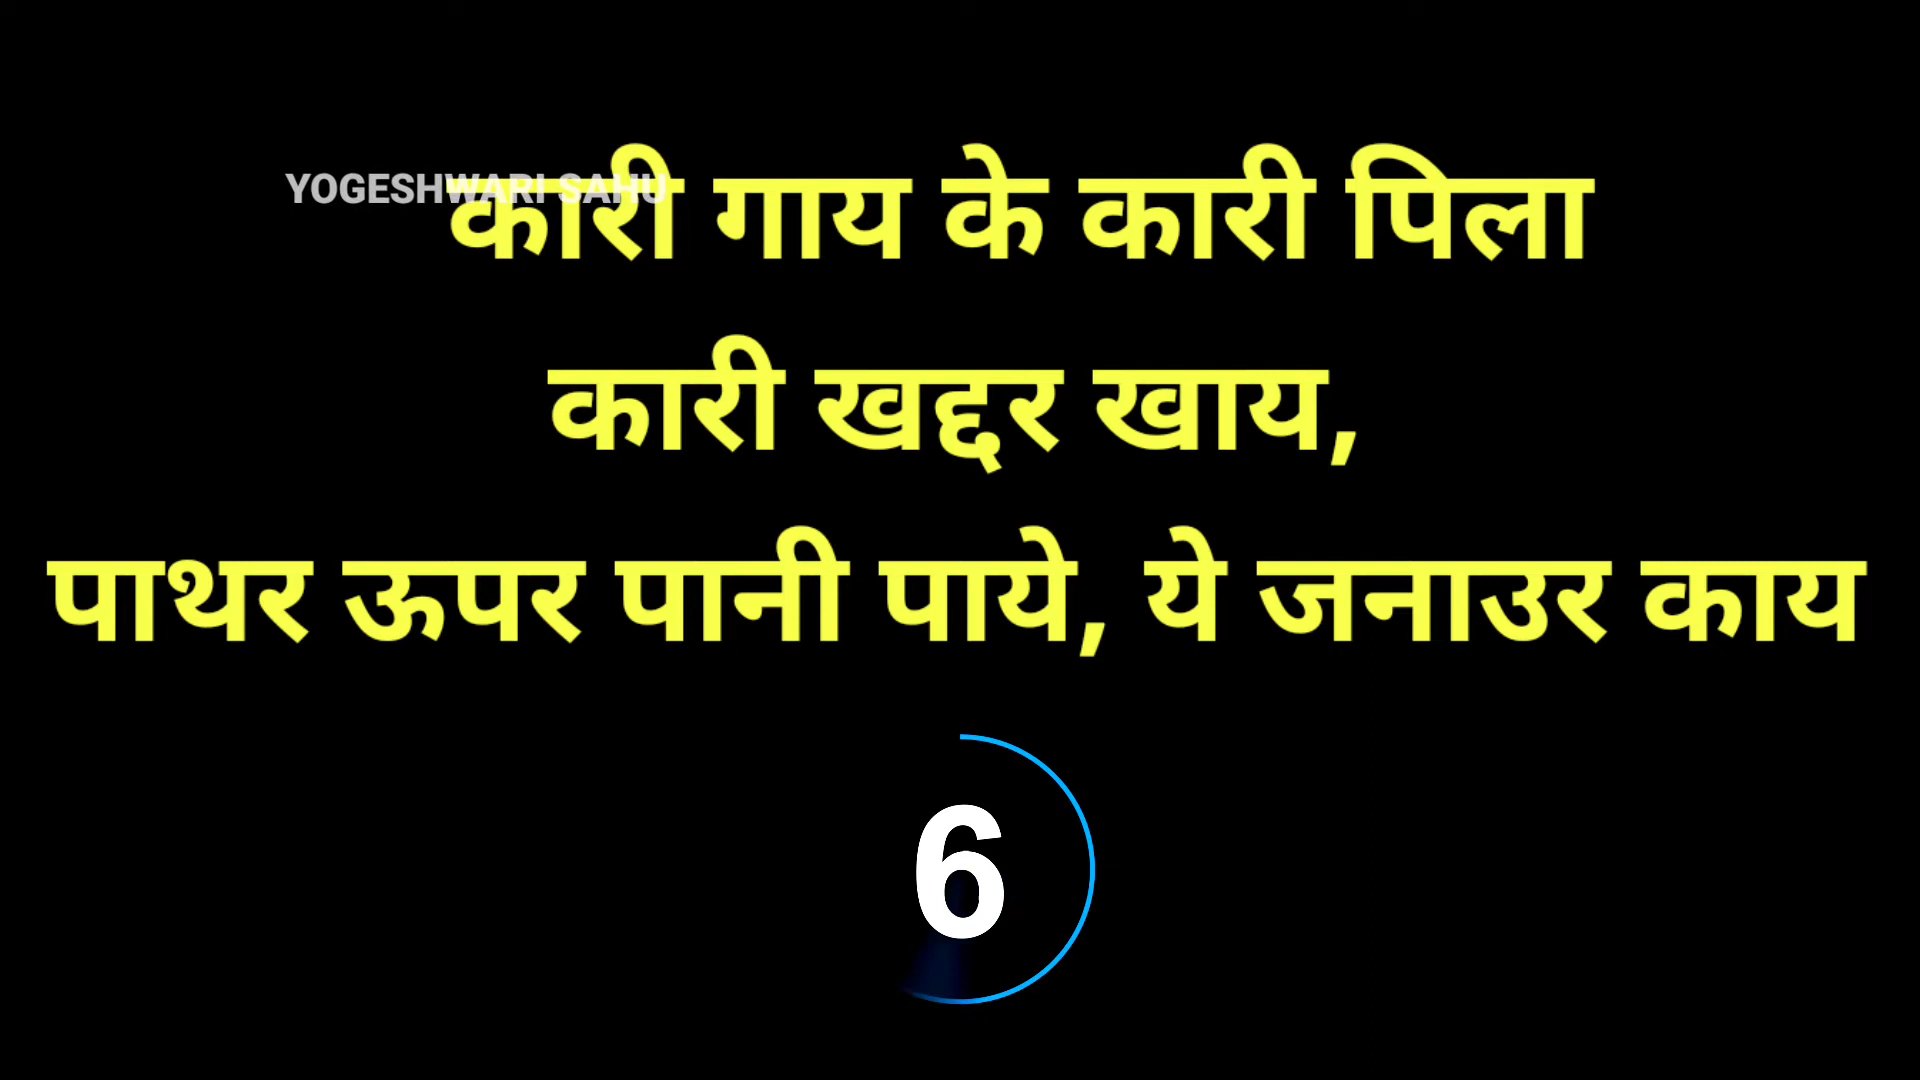 YOGESHWARI SAHU
कारी गाय के कारी पिला
कारी खद्दर खाय,
पाथर ऊपर पानी पाये, ये जनाउर काय
6